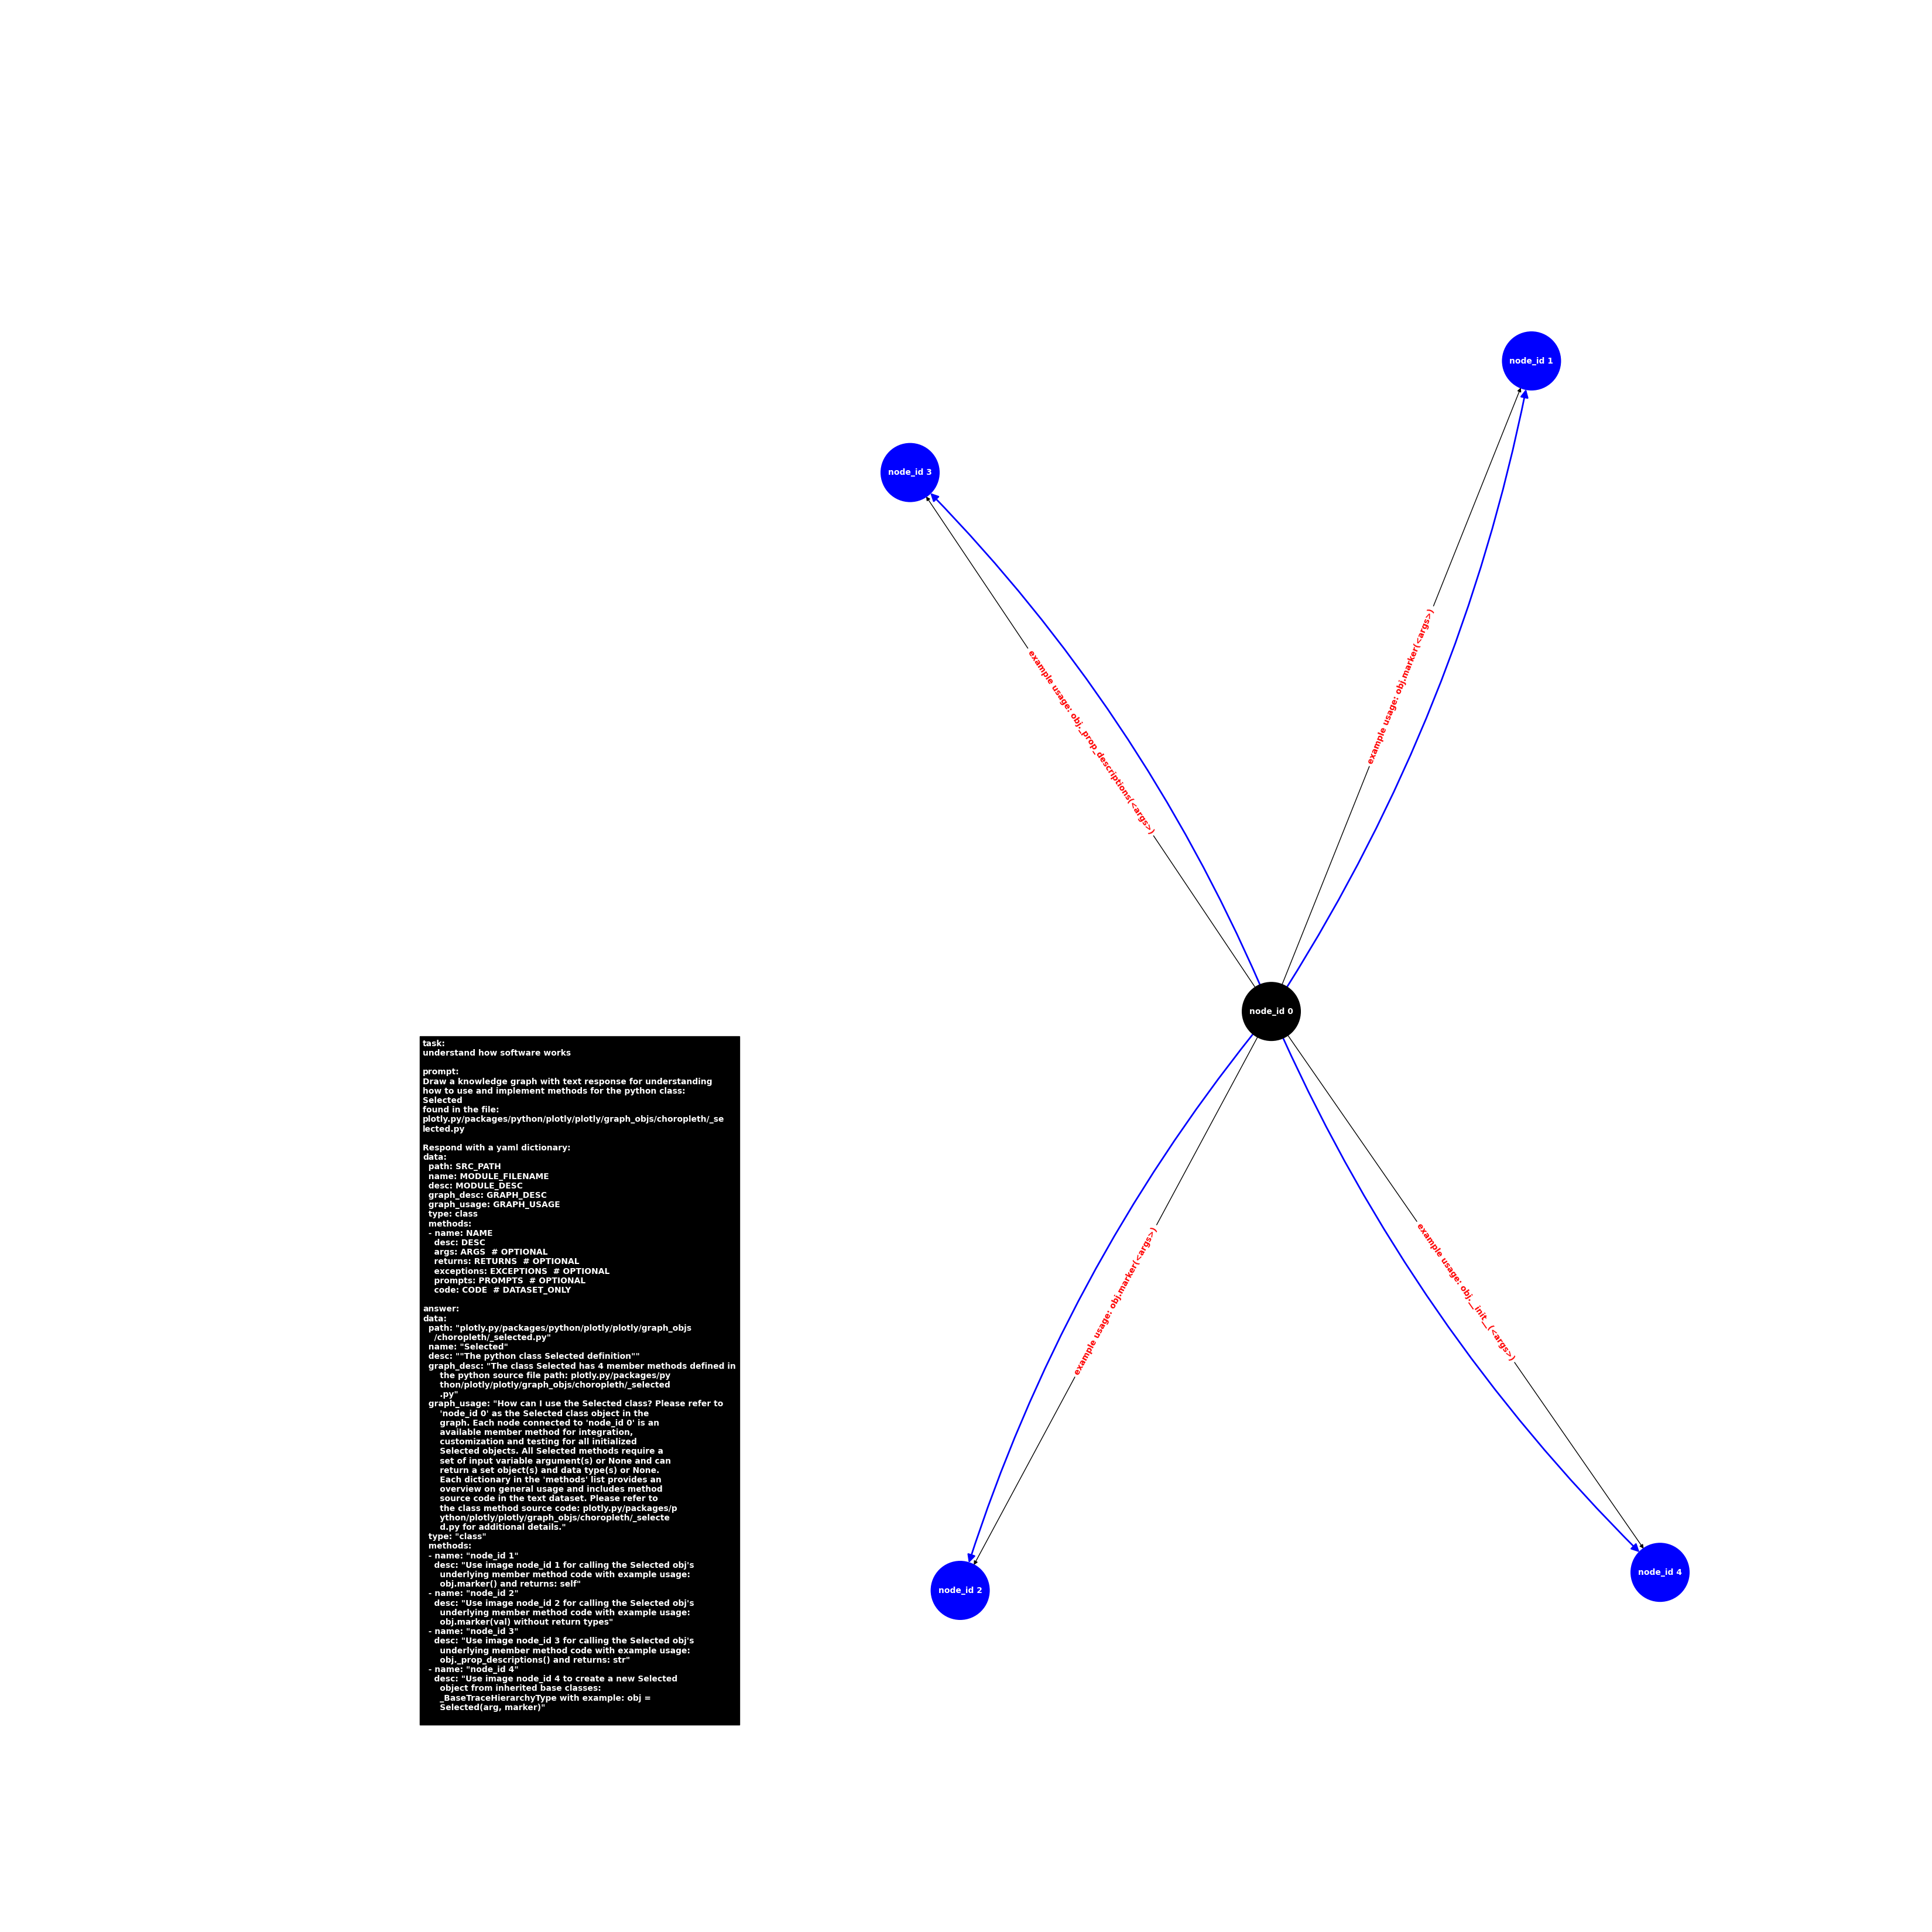 node_id 1
node_id 3
example usage: obj.marker(<args>)
example usage: obj._prop_descriptions(<args>)
node_id 0
task:
understand how software works

prompt:
Draw a knowledge graph with text response for understanding
how to use and implement methods for the python class:
Selected
found in the file:
plotly.py/packages/python/plotly/plotly/graph_objs/choropleth/_se
lected.py

Respond with a yaml dictionary:
data:
  path: SRC_PATH
  name: MODULE_FILENAME
  desc: MODULE_DESC
  graph_desc: GRAPH_DESC
  graph_usage: GRAPH_USAGE
  type: class
  methods:
  - name: NAME
    desc: DESC
    args: ARGS  # OPTIONAL
    returns: RETURNS  # OPTIONAL
    exceptions: EXCEPTIONS  # OPTIONAL
    prompts: PROMPTS  # OPTIONAL
    code: CODE  # DATASET_ONLY

answer:
data:
  path: "plotly.py/packages/python/plotly/plotly/graph_objs
    /choropleth/_selected.py"
  name: "Selected"
  desc: ""The python class Selected definition""
  graph_desc: "The class Selected has 4 member methods defined in
      the python source file path: plotly.py/packages/py
      thon/plotly/plotly/graph_objs/choropleth/_selected
      .py"
  graph_usage: "How can I use the Selected class? Please refer to
      'node_id 0' as the Selected class object in the
      graph. Each node connected to 'node_id 0' is an
      available member method for integration,
      customization and testing for all initialized
      Selected objects. All Selected methods require a
      set of input variable argument(s) or None and can
      return a set object(s) and data type(s) or None.
      Each dictionary in the 'methods' list provides an
      overview on general usage and includes method
      source code in the text dataset. Please refer to
      the class method source code: plotly.py/packages/p
      ython/plotly/plotly/graph_objs/choropleth/_selecte
      d.py for additional details."
  type: "class"
  methods:
  - name: "node_id 1"
    desc: "Use image node_id 1 for calling the Selected obj's
      underlying member method code with example usage:
      obj.marker() and returns: self"
  - name: "node_id 2"
    desc: "Use image node_id 2 for calling the Selected obj's
      underlying member method code with example usage:
      obj.marker(val) without return types"
  - name: "node_id 3"
    desc: "Use image node_id 3 for calling the Selected obj's
      underlying member method code with example usage:
      obj._prop_descriptions() and returns: str"
  - name: "node_id 4"
    desc: "Use image node_id 4 to create a new Selected
      object from inherited base classes:
      _BaseTraceHierarchyType with example: obj =
      Selected(arg, marker)"
example usage: obj.marker(<args>)
example usage: obj.__init__(<args>)
node_id 2
node_id 4